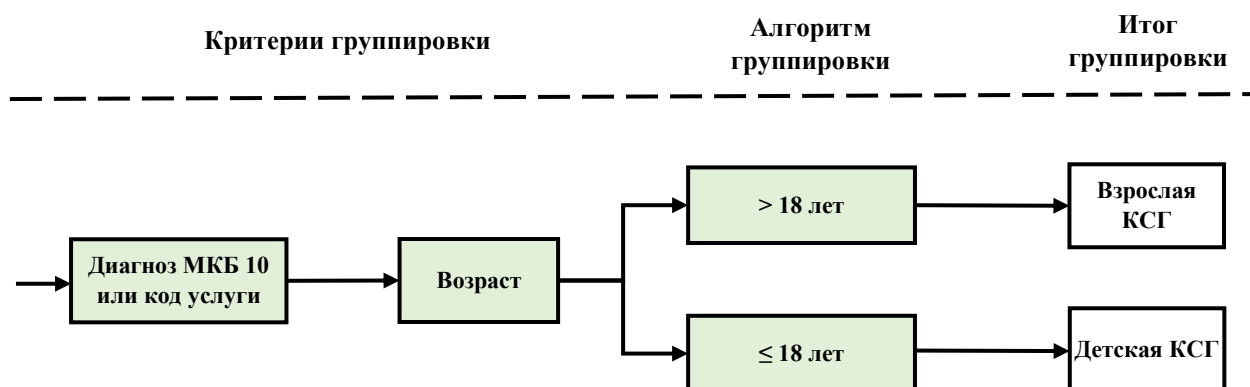 Критерии группировки
Алгоритм
группировки
Итог
группировки
Диагноз МКБ 10
или код услуги
Возраст
> 18 лет
Взрослая
КСГ
≤ 18 лет
Детская КСГ